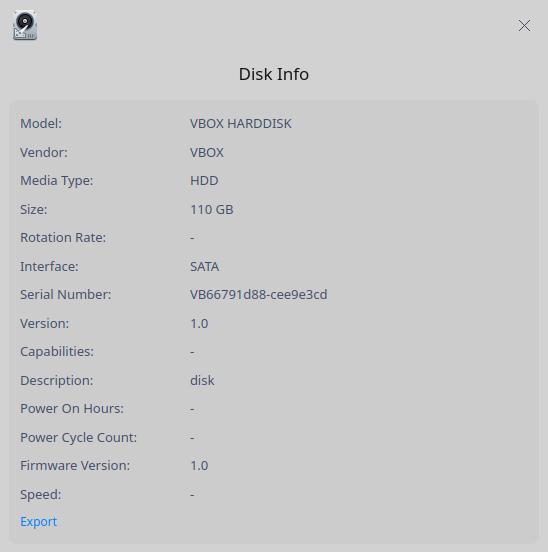 Disk Info
Model: VBOX HARDDISK
Vendor: VBOX
Media Type: HDD
Size: 110 GB
Rotation Rate: -
Interface: SATA
Serial Number: VB66791d88-cee9e3cd
Version: 1.0
Capabilities: -
Description: disk
Power On Hours: -
Power Cycle Count: -
Firmware Version: 1.0
Speed: -
Export